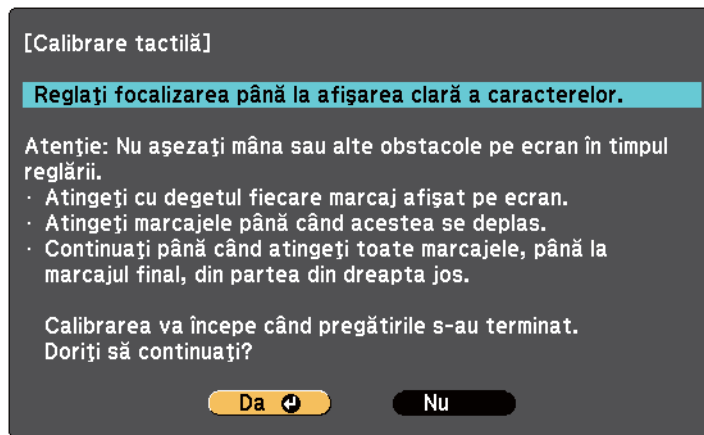 [Calibrare tactilă]
Reglaţi focalizarea până la afişarea clară a caracterelor.
Atenţie: Nu aşezaţi mâna sau alte obstacole pe ecran în timpul
reglării.
· Atingeţi cu degetul fiecare marcaj afişat pe ecran.
· Atingeţi marcajele până când acestea se deplas.
· Continuaţi până când atingeţi toate marcajele, până la
marcajul final, din partea din dreapta jos.
Calibrarea va începe când pregătirile s-au terminat.
Doriţi să continuaţi?
Da Nu